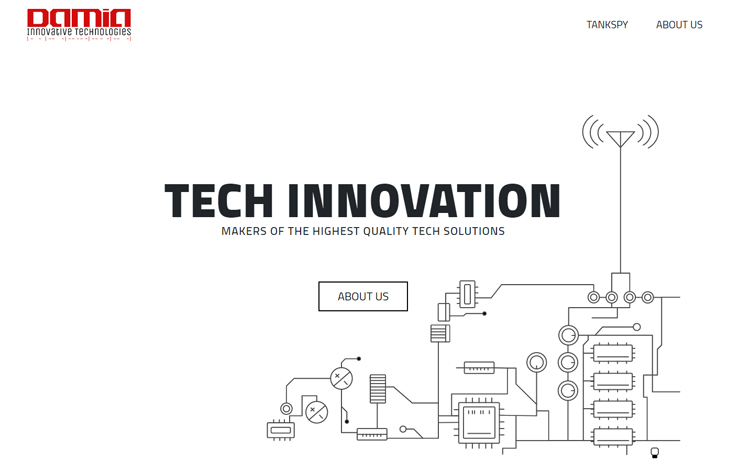 Damia
Innovative Technologies
TANKSPY
ABOUT US
TECH INNOVATION
MAKERS OF THE HIGHEST QUALITY TECH SOLUTIONS
ABOUT US